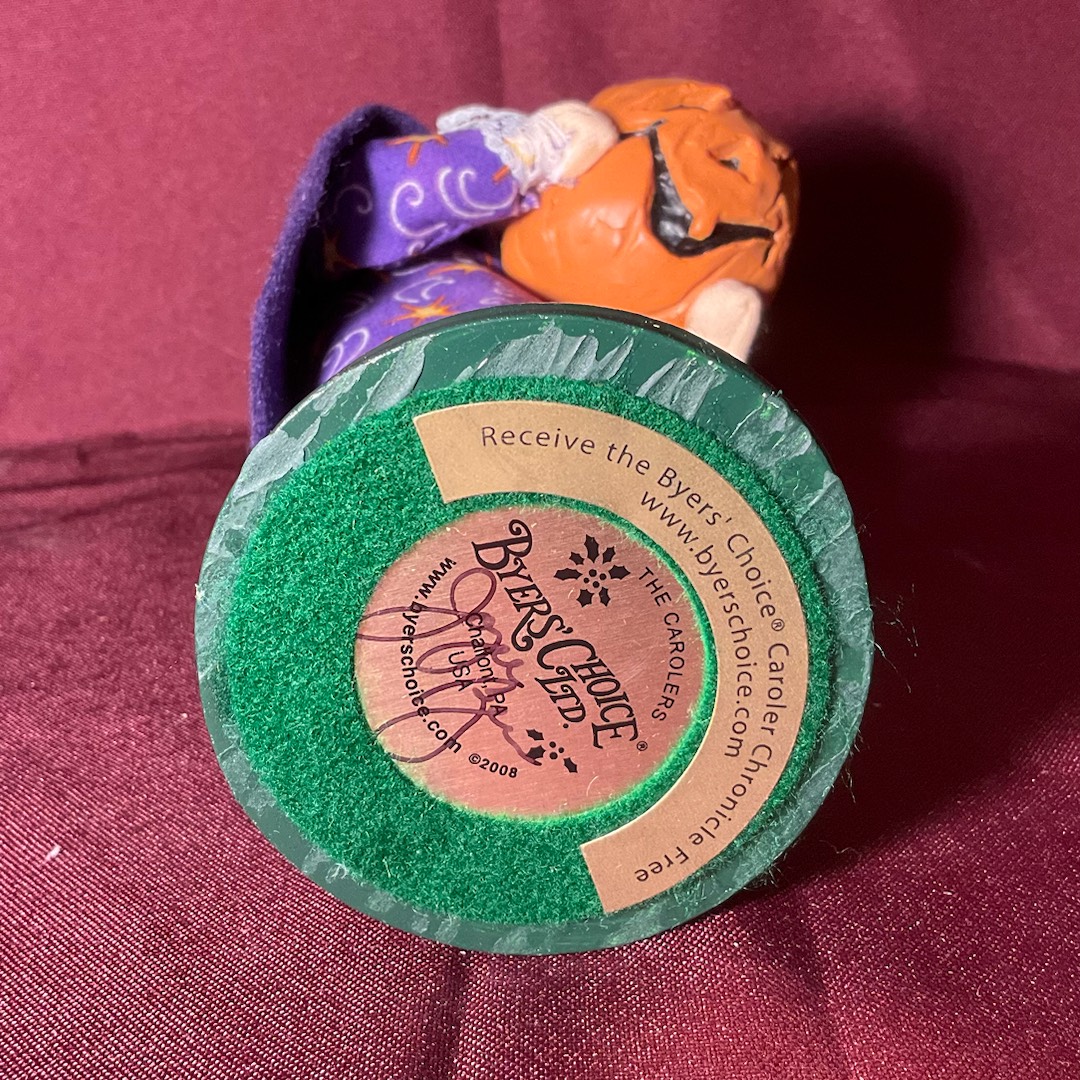 Receive the Byers' Choice® Caroler Chronicle Free
www.byerschoice.com
THE CAROLERS
BYERS' CHOICE
LTD.®
Chalfont, PA
USA
www.byerschoice.com
©2008